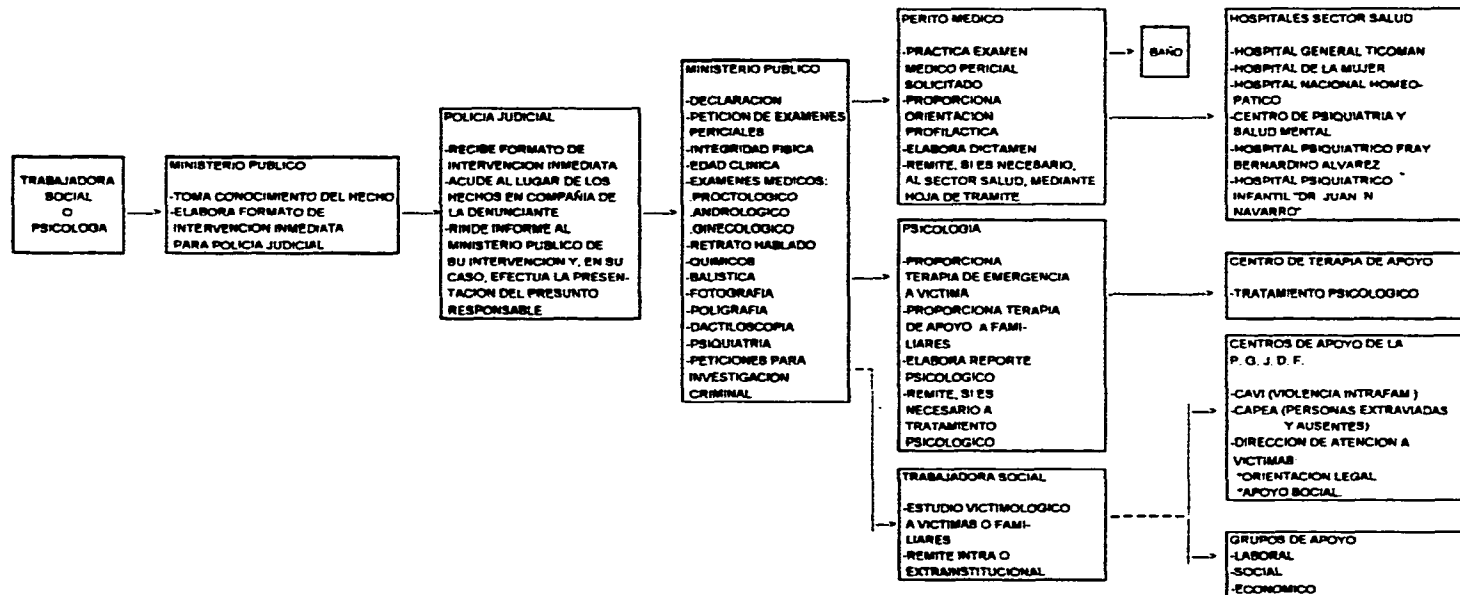 TRABAJADORA
SOCIAL
O
PSICOLOGA
MINISTERIO PUBLICO
-TOMA CONOCIMIENTO DEL HECHO
-ELABORA FORMATO DE
INTERVENCION INMEDIATA
PARA POLICIA JUDICIAL
POLICIA JUDICIAL
-RECIBE FORMATO DE
INTERVENCION INMEDIATA
-ACUDE AL LUGAR DE LOS
HECHOS EN COMPAÑIA DE
LA DENUNCIANTE
-RINDE INFORME AL
MINISTERIO PUBLICO DE
SU INTERVENCION Y, EN SU
CASO, EFECTUA LA PRESEN-
TACION DEL PRESUNTO
RESPONSABLE
MINISTERIO PUBLICO
-DECLARACION
-PETICION DE EXAMENES
PERICIALES
-INTEGRIDAD FISICA
-EDAD CLINICA
-EXAMENES MEDICOS:
.PROCTOLOGICO
.ANDROLOGICO
.GINECOLOGICO
-RETRATO HABLADO
-QUIMICOS
-BALISTICA
-FOTOGRAFIA
-POLIGRAFIA
-DACTILOSCOPIA
-PSIQUIATRIA
-PETICIONES PARA
INVESTIGACION
CRIMINAL
PERITO MEDICO
-PRACTICA EXAMEN
MEDICO PERICIAL
SOLICITADO
-PROPORCIONA
ORIENTACION
PROFILACTICA
-ELABORA DICTAMEN
-REMITE, SI ES NECESARIO,
AL SECTOR SALUD, MEDIANTE
HOJA DE TRAMITE
BAÑO
HOSPITALES SECTOR SALUD
-HOSPITAL GENERAL TICOMAN
-HOSPITAL DE LA MUJER
-HOSPITAL NACIONAL HOMEO-
PATICO
-CENTRO DE PSIQUIATRIA Y
SALUD MENTAL
-HOSPITAL PSIQUIATRICO FRAY
BERNARDINO ALVAREZ
-HOSPITAL PSIQUIATRICO
INFANTIL "DR JUAN N
NAVARRO"
PSICOLOGIA
-PROPORCIONA
TERAPIA DE EMERGENCIA
A VICTIMA
-PROPORCIONA TERAPIA
DE APOYO A FAMI-
LIARES
-ELABORA REPORTE
PSICOLOGICO
-REMITE, SI ES
NECESARIO A
TRATAMIENTO
PSICOLOGICO
CENTRO DE TERAPIA DE APOYO
-TRATAMIENTO PSICOLOGICO
TRABAJADORA SOCIAL
-ESTUDIO VICTIMOLOGICO
A VICTIMAS O FAMI-
LIARES
-REMITE INTRA O
EXTRAINSTITUCIONAL
CENTROS DE APOYO DE LA
P. G. J. D. F.
-CAVI (VIOLENCIA INTRAFAM.)
-CAPEA (PERSONAS EXTRAVIADAS
Y AUSENTES)
-DIRECCION DE ATENCION A
VICTIMAS
*ORIENTACION LEGAL
*APOYO SOCIAL
GRUPOS DE APOYO
-LABORAL
-SOCIAL
-ECONOMICO